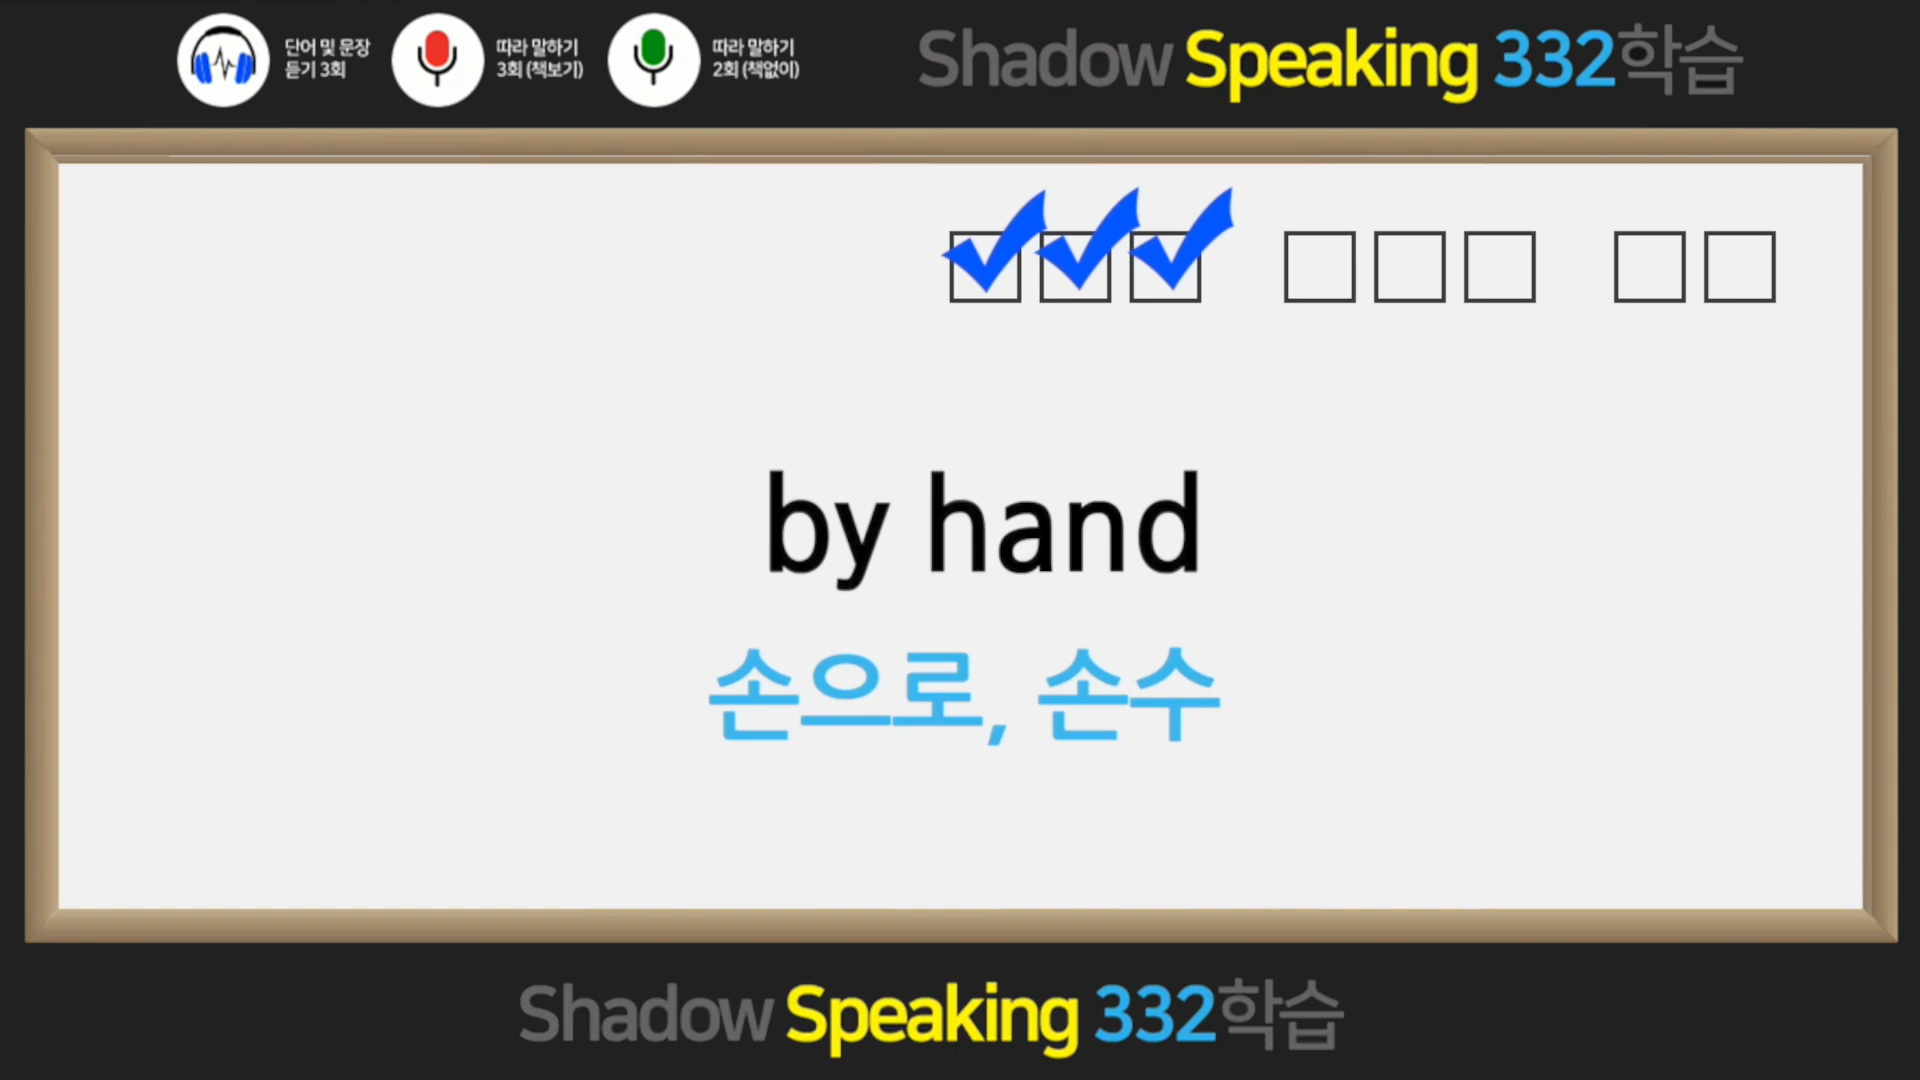 단어 및 문장
듣기 3회
따라 말하기
3회 (책보기)
따라 말하기
2회 (책없이)
Shadow Speaking 332학습
by hand
손으로, 손수
Shadow Speaking 332학습